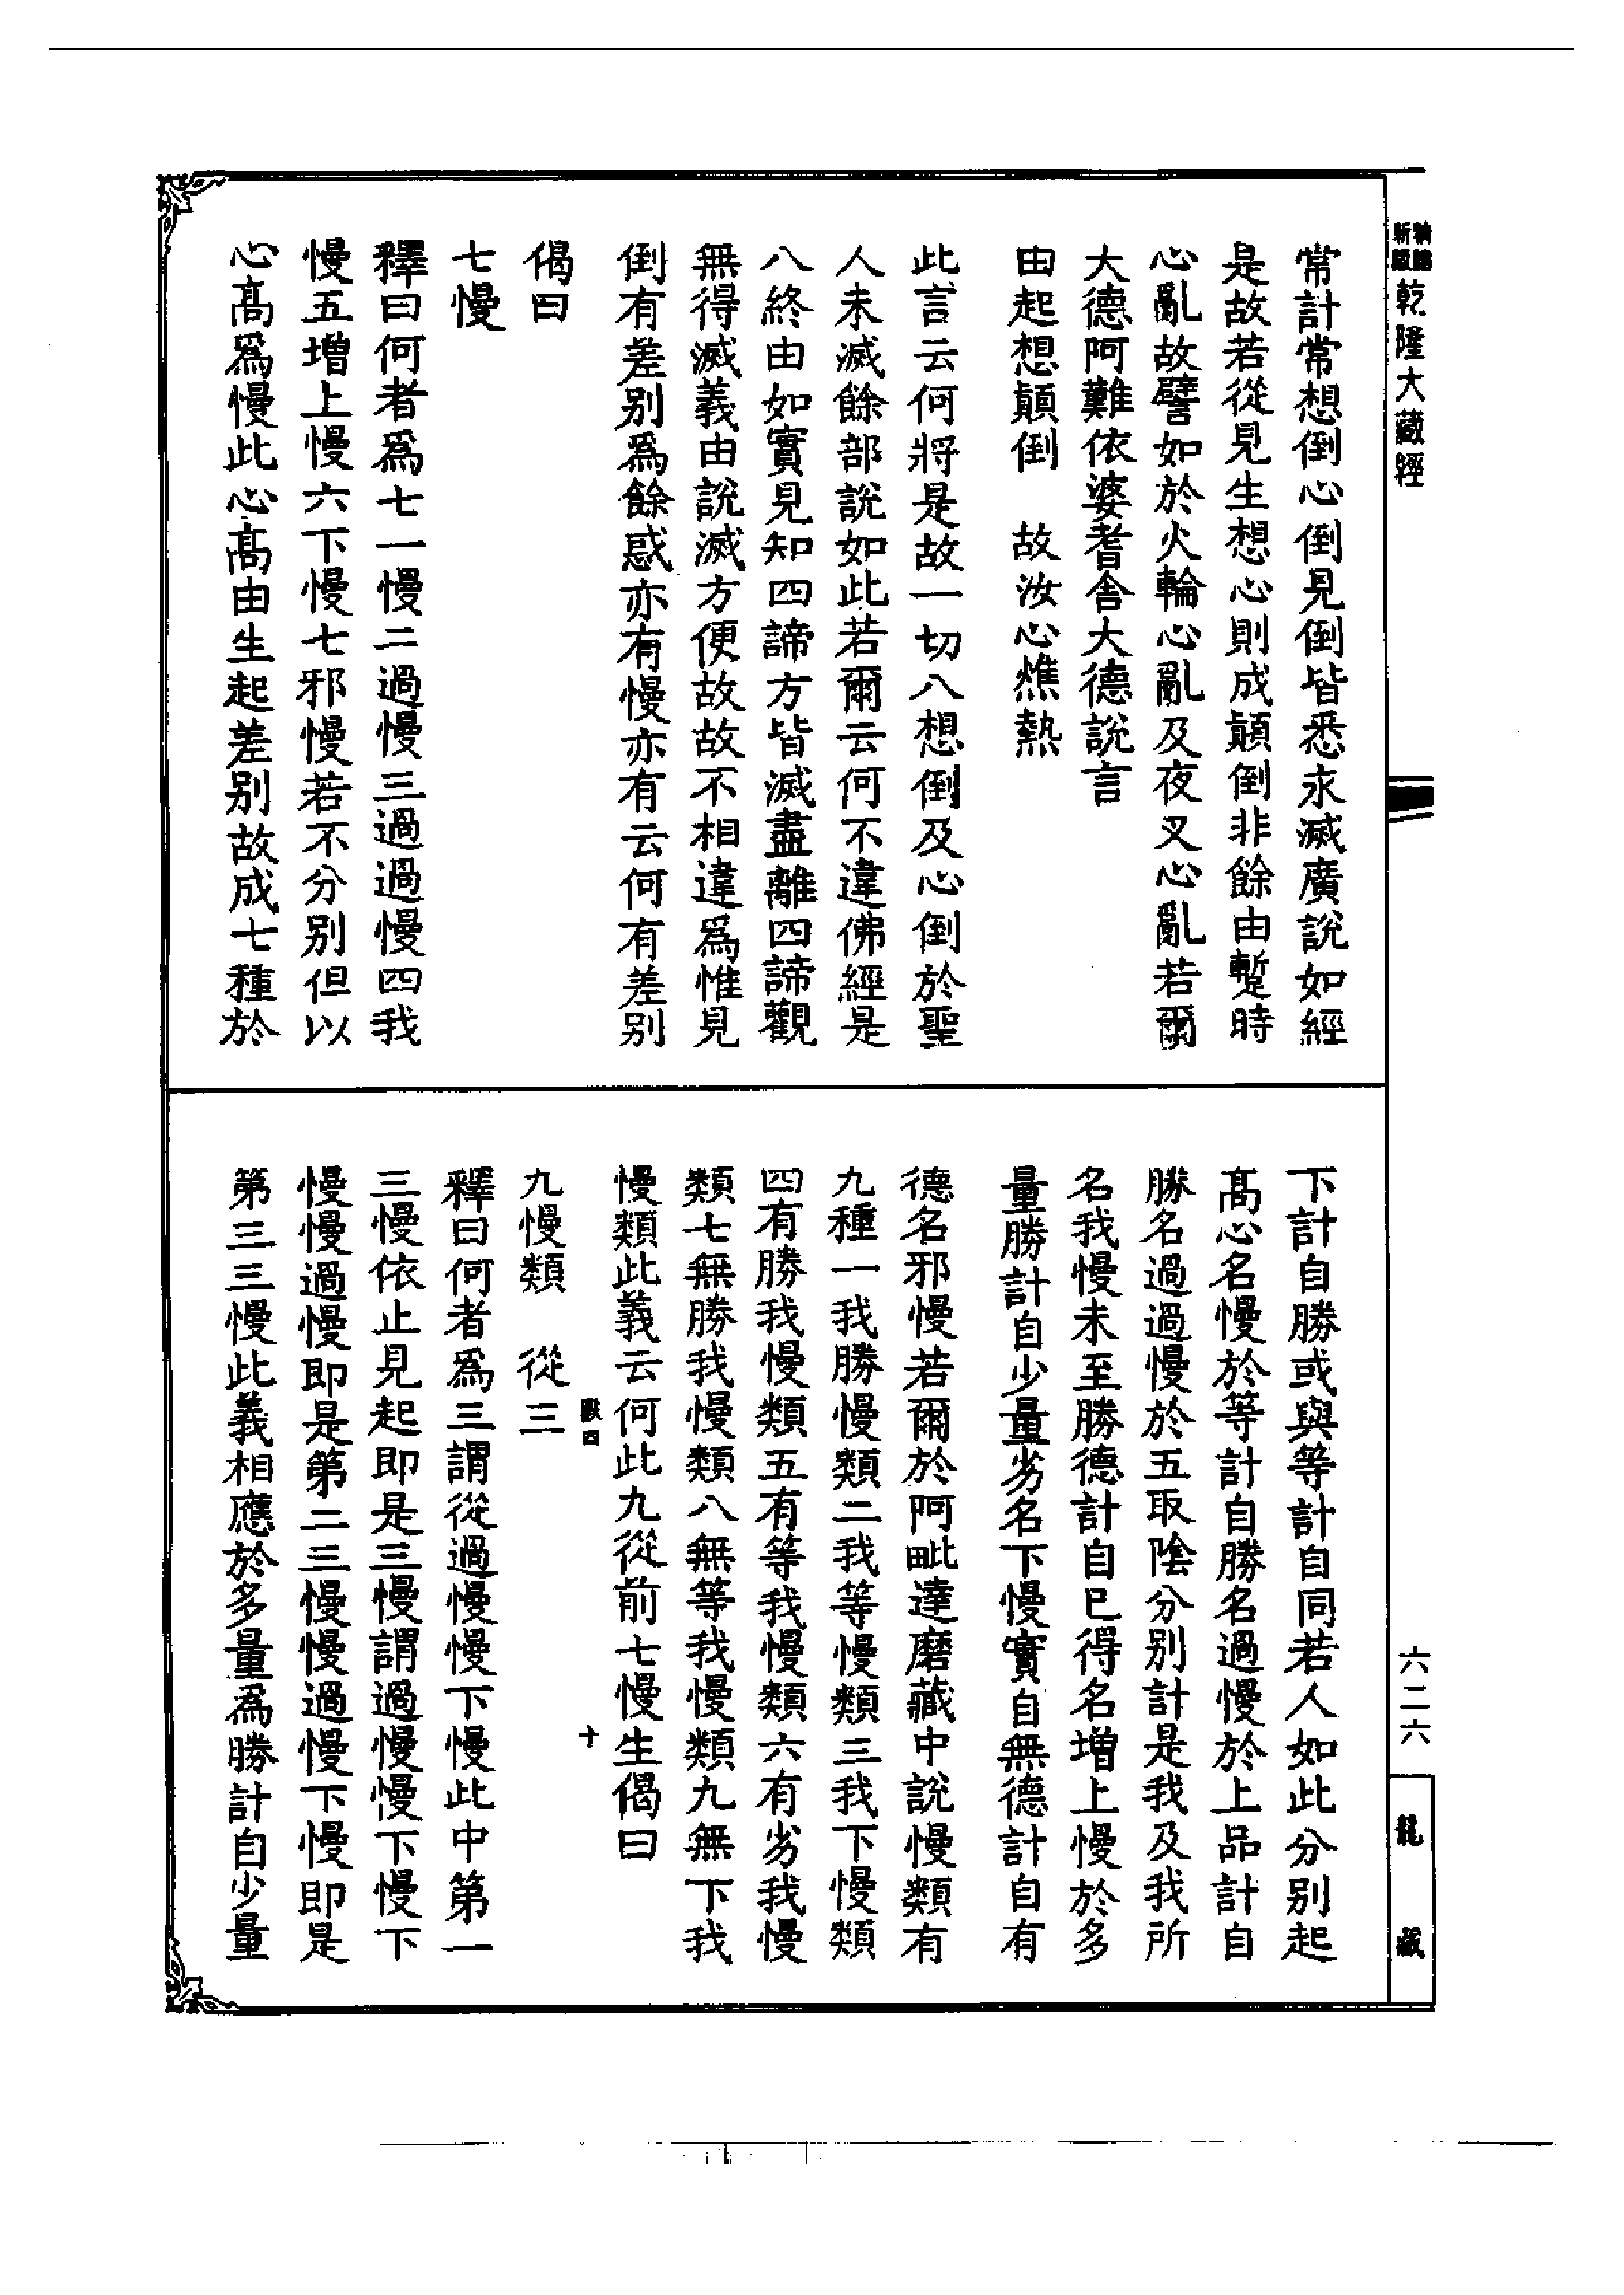 新版
乾隆大藏經
常計常想倒心倒見倒皆悉永滅廣說如經
是故若從見生想心則成顛倒非餘由蹔時
心亂故譬如於火輪心亂及夜叉心亂若爾
大德阿難依婆耆舍大德說言
由起想顛倒　故汝心燋熱
此言云何將是故一切八想倒及心倒於聖
人未滅餘部說如此若爾云何不違佛經是
八終由如實見知四諦方皆滅盡離四諦觀
無得滅義由說滅方便故故不相違爲惟見
倒有差别爲餘惑亦有慢亦有云何有差别
偈曰
七慢
釋曰何者爲七一慢二過慢三過過慢四我
慢五增上慢六下慢七邪慢若不分别但以
心高爲慢此心高由生起差别故成七種於
下計自勝或與等計自同若人如此分别起
高心名慢於等計自勝名過慢於上品計自
勝名過過慢於五取陰分别計是我及我所
名我慢未至勝德計自已得名增上慢於多
量勝計自少量劣名下慢實自無德計自有
德名邪慢若爾於阿毗達磨藏中說慢類有
九種一我勝慢類二我等慢類三我下慢類
四有勝我慢類五有等我慢類六有劣我慢
類七無勝我慢類八無等我慢類九無下我
慢類此義云何此九從前七慢生偈曰
四　十
九慢類　從三
釋曰何者爲三謂從過慢慢下慢此中第一
三慢依止見起即是三慢謂過慢慢下慢下
慢慢過慢即是第二三慢慢過慢下慢即是
第三三慢此義相應於多量爲勝計自少量
六二六
龍藏